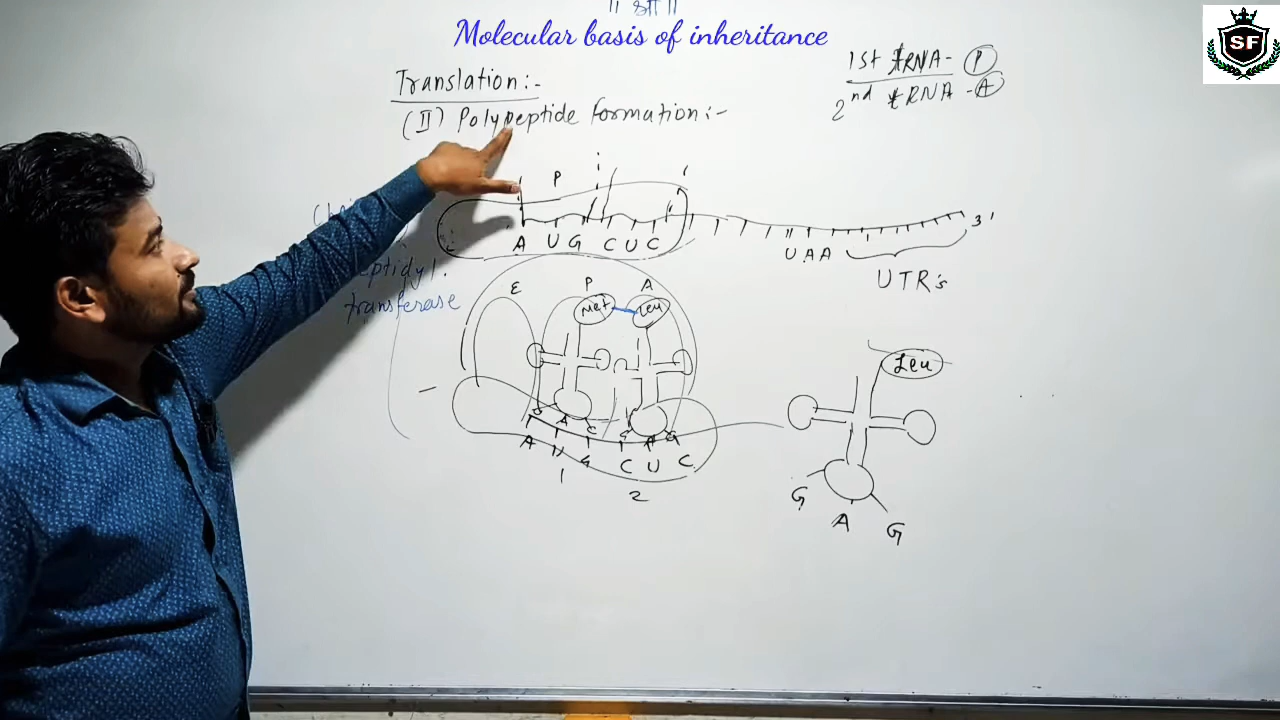 ॥ श्री ॥
Molecular basis of inheritance
SF
1st tRNA - P
2nd tRNA - A
Translation:-
(II) Polypeptide Formation:-
P
A U G C U C
3'
U A A
UTR's
transferase
E P A
Met Leu
Leu
U A C
G A G
A U G C U C
1 2
G A G